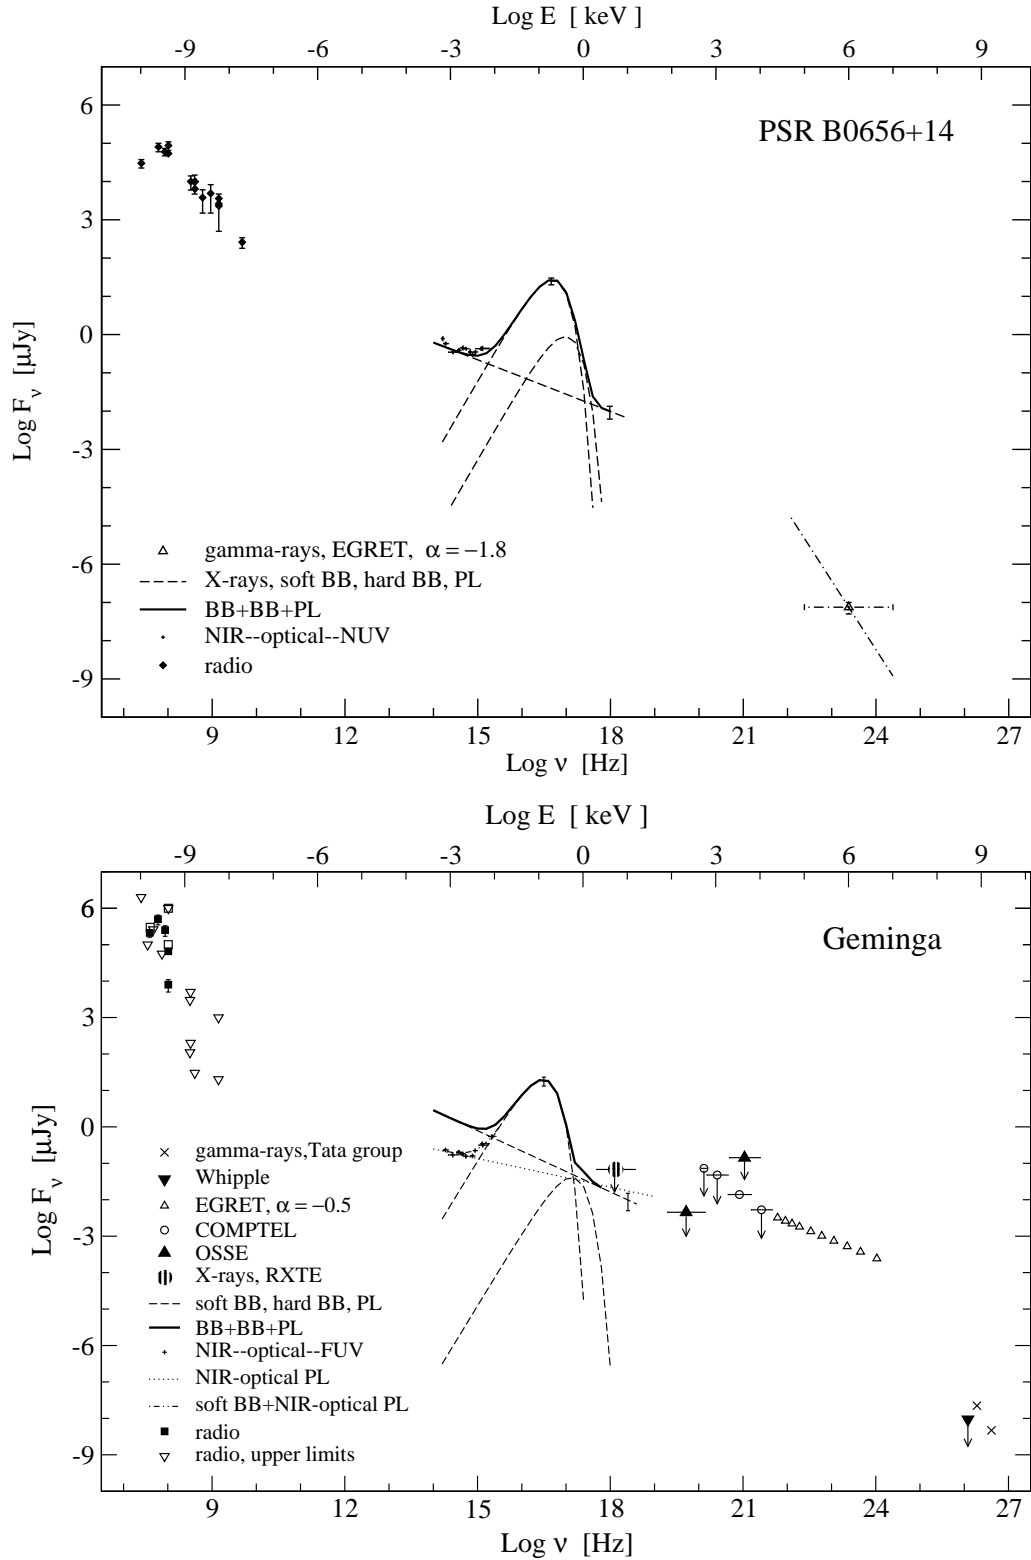 Log E [ keV ]
-9 -6 -3 0 3 6 9
PSR B0656+14
6
3
0
-3
-6
-9
Log Fν [μJy]
gamma-rays, EGRET, α = −1.8
X-rays, soft BB, hard BB, PL
BB+BB+PL
NIR--optical--NUV
radio
9 12 15 18 21 24 27
Log ν [Hz]
Log E [ keV ]
-9 -6 -3 0 3 6 9
Geminga
6
3
0
-3
-6
-9
Log Fν [μJy]
gamma-rays,Tata group
Whipple
EGRET, α = −0.5
COMPTEL
OSSE
X-rays, RXTE
soft BB, hard BB, PL
BB+BB+PL
NIR--optical--FUV
NIR-optical PL
soft BB+NIR-optical PL
radio
radio, upper limits
9 12 15 18 21 24 27
Log ν [Hz]